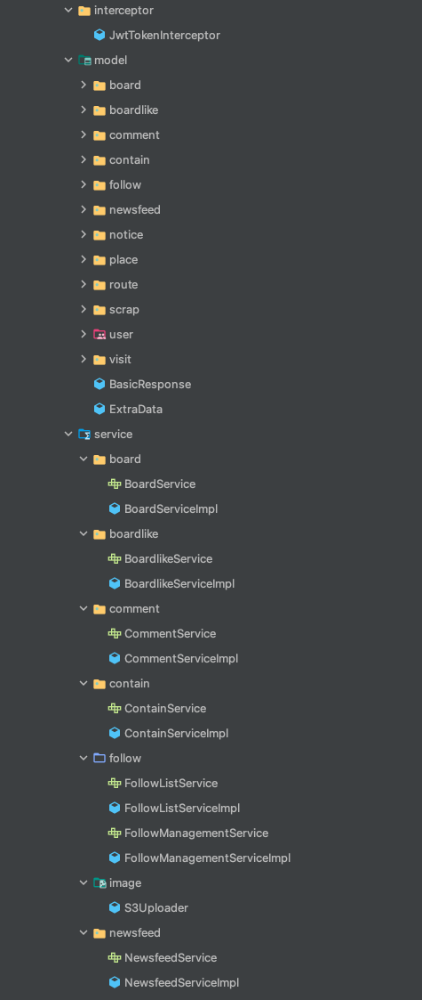 interceptor
JwtTokenInterceptor
model
board
boardlike
comment
contain
follow
newsfeed
notice
place
route
scrap
user
visit
BasicResponse
ExtraData
service
board
BoardService
BoardServiceImpl
boardlike
BoardlikeService
BoardlikeServiceImpl
comment
CommentService
CommentServiceImpl
contain
ContainService
ContainServiceImpl
follow
FollowListService
FollowListServiceImpl
FollowManagementService
FollowManagementServiceImpl
image
S3Uploader
newsfeed
NewsfeedService
NewsfeedServiceImpl